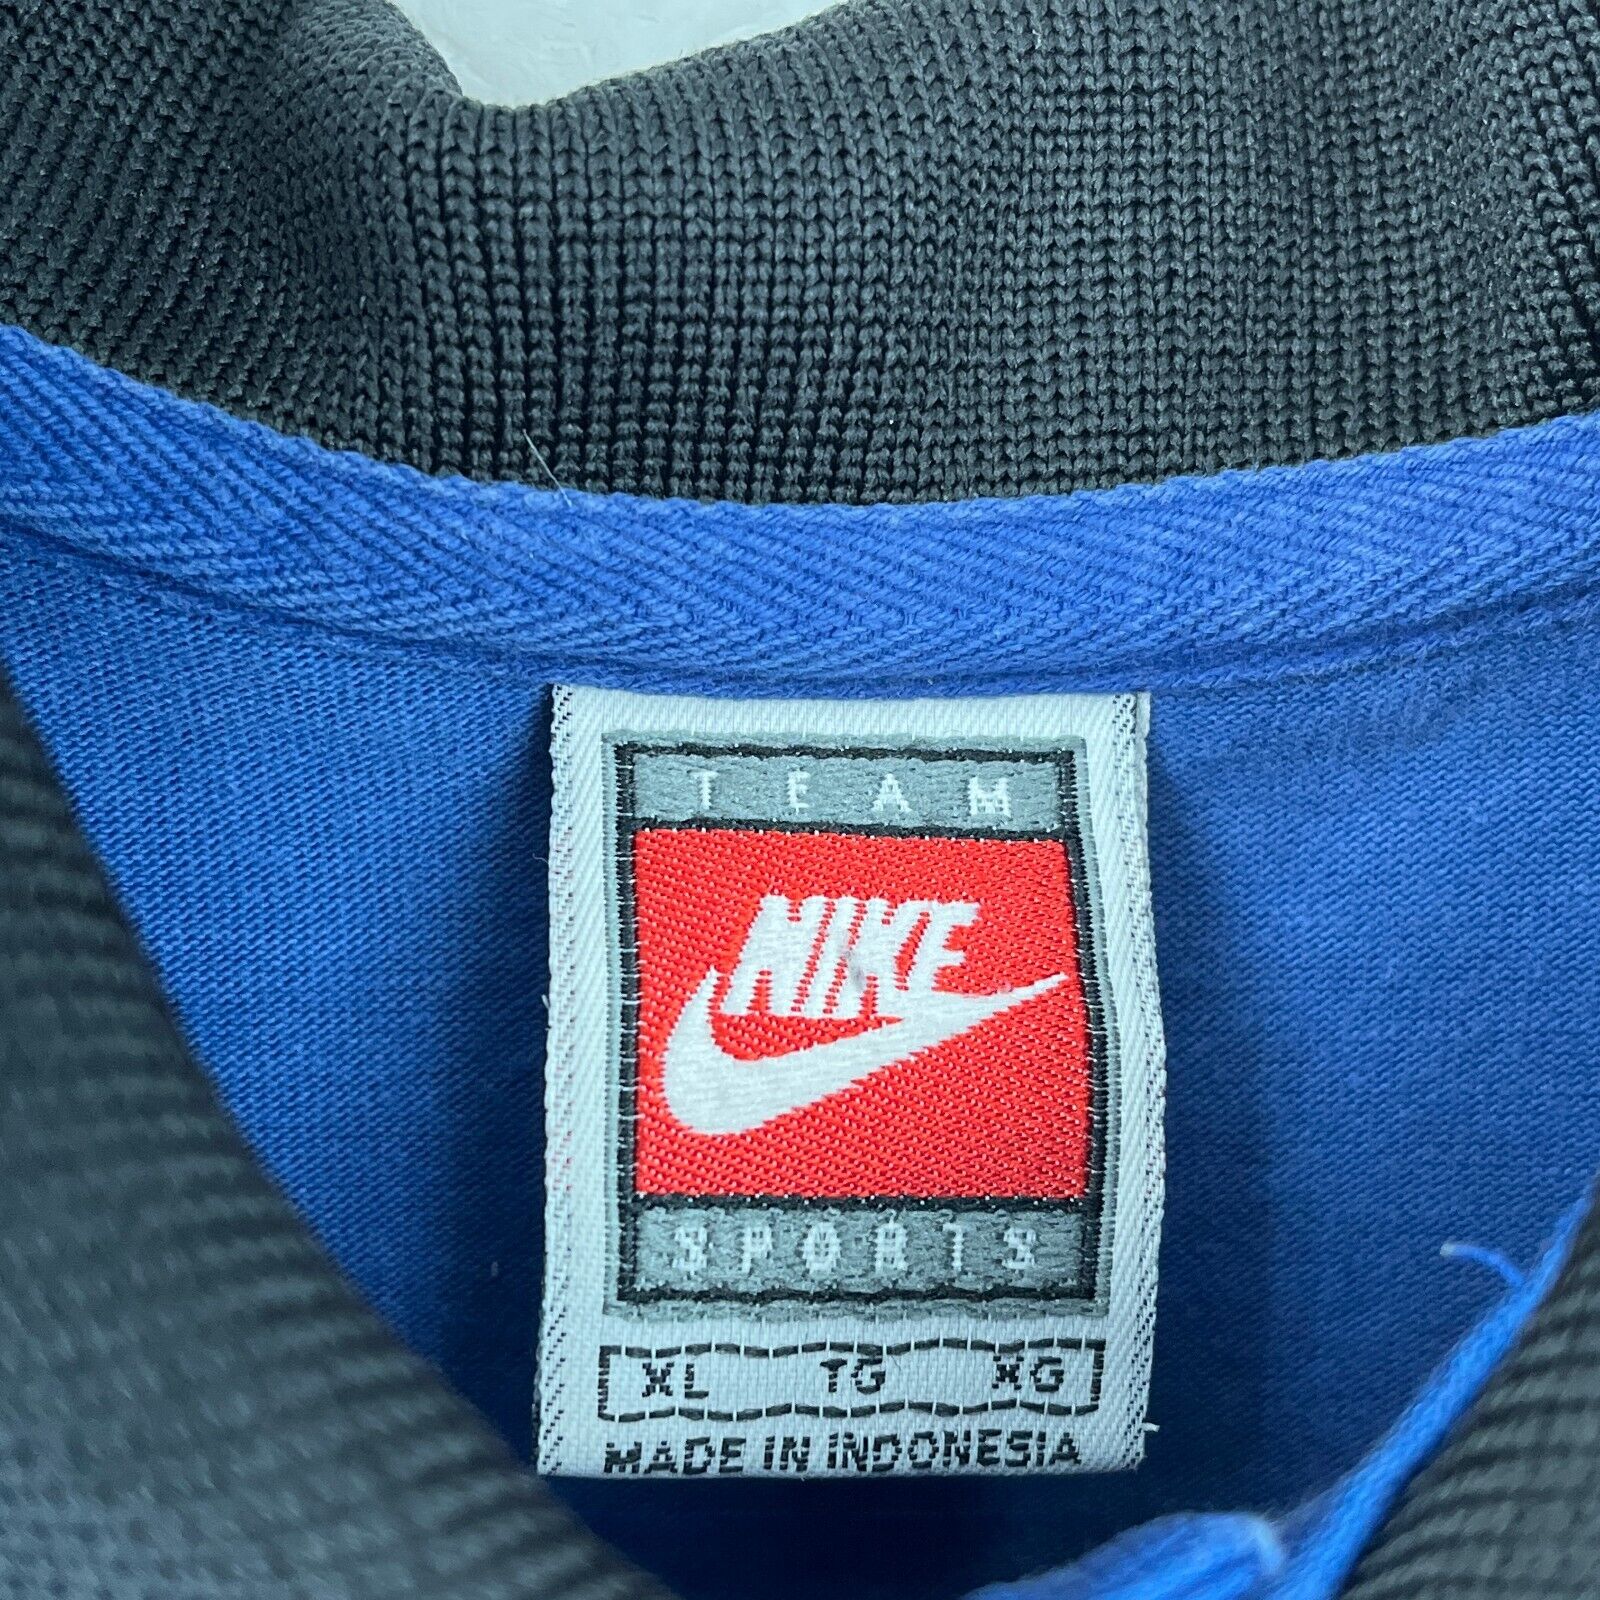 TEAM
NIKE
SPORTS
XL TG XG
MADE IN INDONESIA